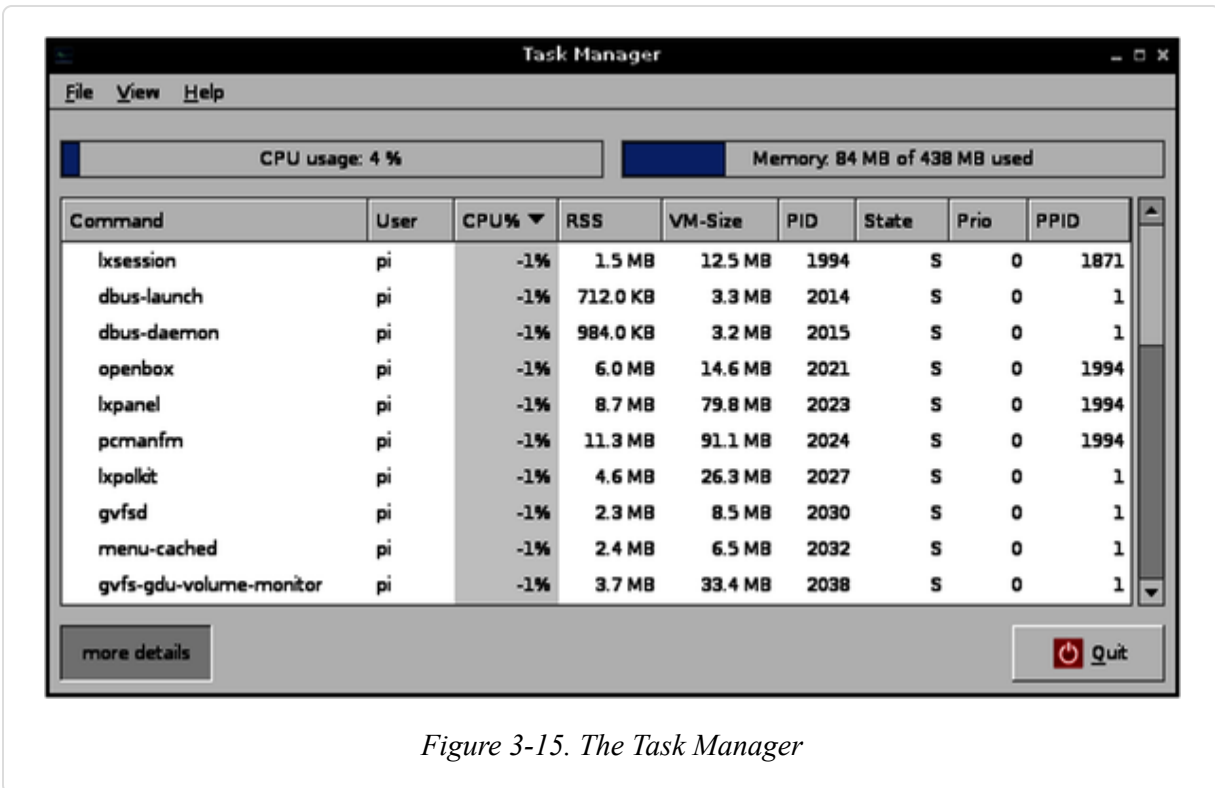 Task Manager
File View Help
CPU usage: 4 %
Memory: 84 MB of 438 MB used
Command User CPU% RSS VM-Size PID State Prio PPID
lxsession pi -1% 1.5 MB 12.5 MB 1994 S 0 1871
dbus-launch pi -1% 712.0 KB 3.3 MB 2014 S 0 1
dbus-daemon pi -1% 984.0 KB 3.2 MB 2015 S 0 1
openbox pi -1% 6.0 MB 14.6 MB 2021 S 0 1994
lxpanel pi -1% 8.7 MB 79.8 MB 2023 S 0 1994
pcmanfm pi -1% 11.3 MB 91.1 MB 2024 S 0 1994
lxpolkit pi -1% 4.6 MB 26.3 MB 2027 S 0 1
gvfsd pi -1% 2.3 MB 8.5 MB 2030 S 0 1
menu-cached pi -1% 2.4 MB 6.5 MB 2032 S 0 1
gvfs-gdu-volume-monitor pi -1% 3.7 MB 33.4 MB 2038 S 0 1
more details Quit
Figure 3-15. The Task Manager